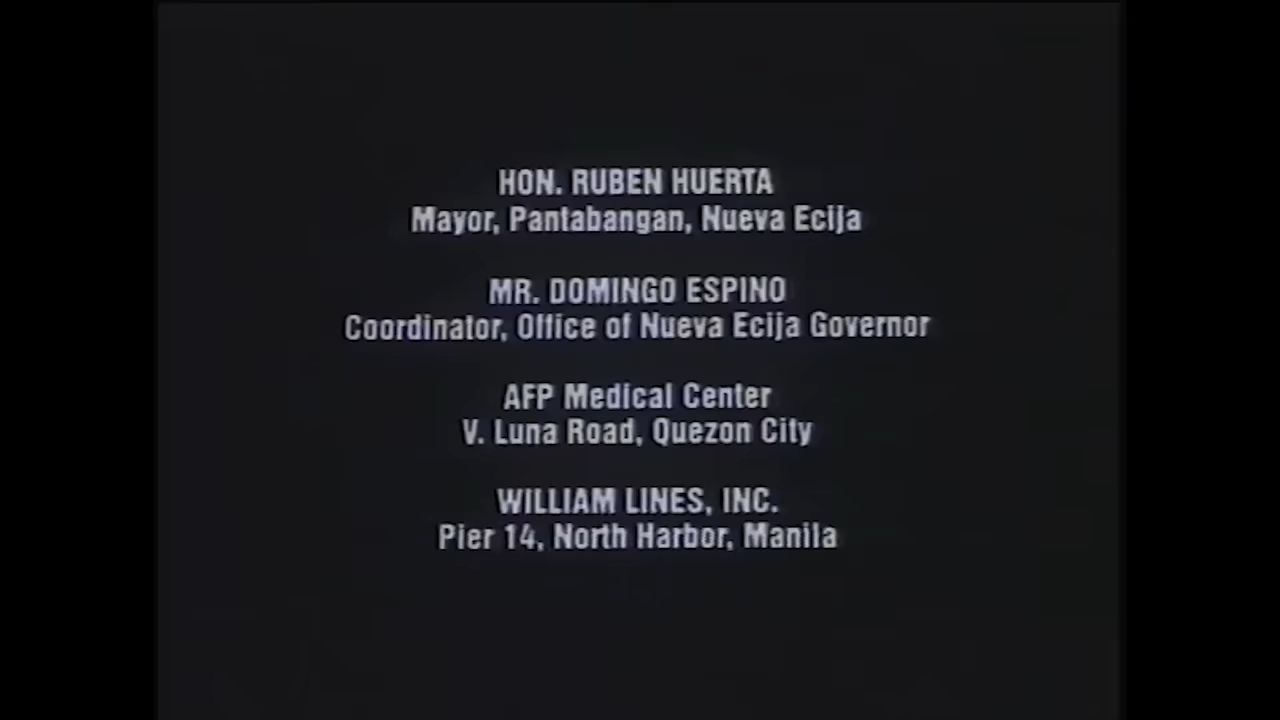 HON. RUBEN HUERTA
Mayor, Pantabangan, Nueva Ecija
MR. DOMINGO ESPINO
Coordinator, Office of Nueva Ecija Governor
AFP Medical Center
V. Luna Road, Quezon City
WILLIAM LINES, INC.
Pier 14, North Harbor, Manila